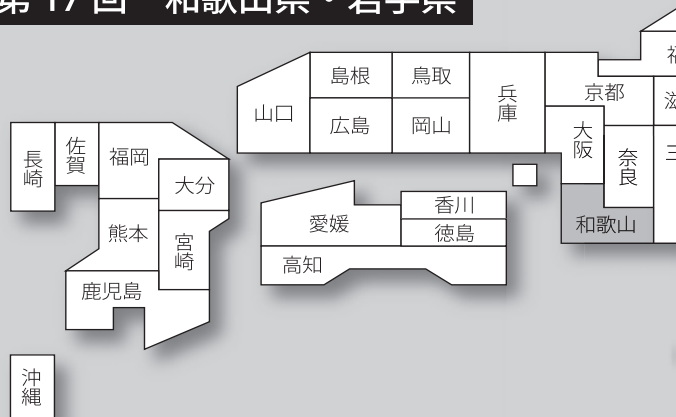 第17回 和歌山県・岩手県
島根
鳥取
兵庫
京都
山口
広島
岡山
大阪
奈良
長崎
佐賀
福岡
大分
香川
愛媛
徳島
和歌山
熊本
宮崎
高知
鹿児島
沖縄